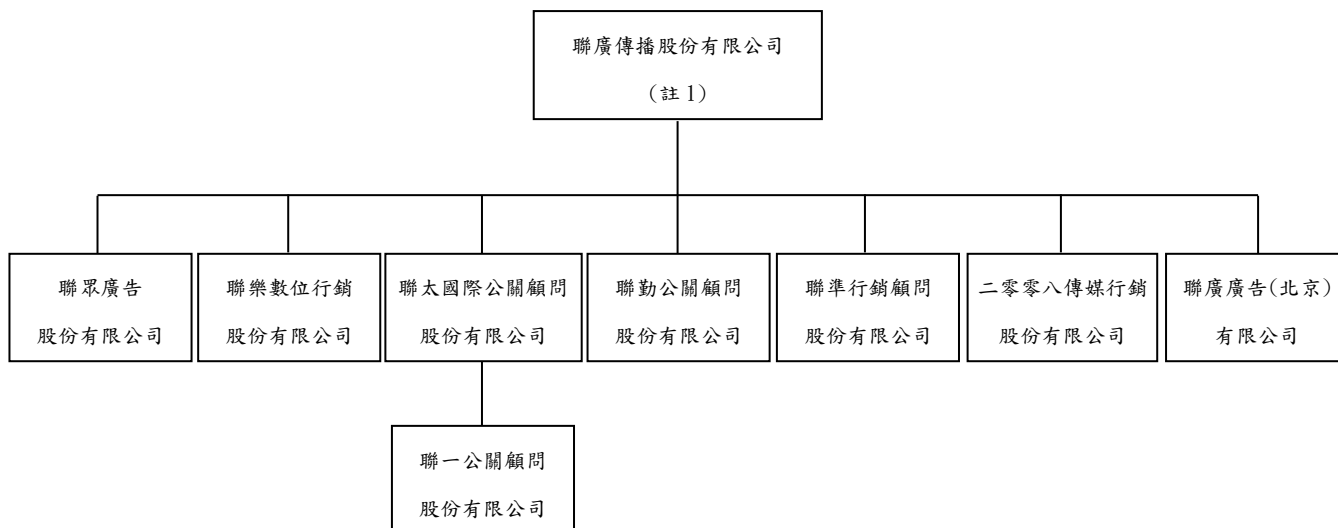 聯廣傳播股份有限公司
(註 1)
聯眾廣告
股份有限公司
聯樂數位行銷
股份有限公司
聯太國際公關顧問
股份有限公司
聯勤公關顧問
股份有限公司
聯準行銷顧問
股份有限公司
二零零八傳媒行銷
股份有限公司
聯廣廣告(北京)
有限公司
聯一公關顧問
股份有限公司